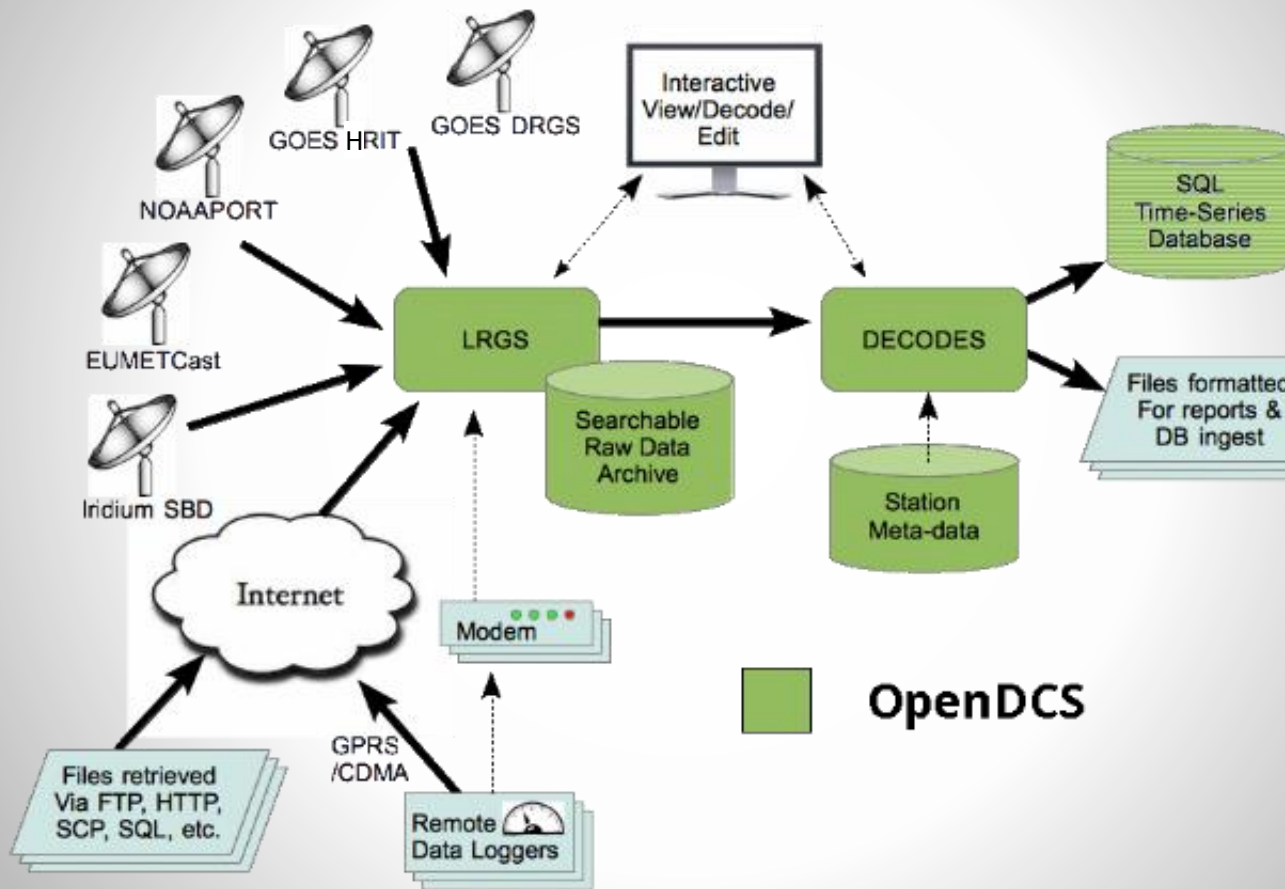 GOES HRIT
GOES DRGS
Interactive
View/Decode/
Edit
NOAAPORT
SQL
Time-Series
Database
EUMETCast
LRGS
DECODES
Searchable
Raw Data
Archive
Files formatted
For reports &
DB ingest
Iridium SBD
Station
Meta-data
Internet
Modem
OpenDCS
GPRS
/CDMA
Files retrieved
Via FTP, HTTP,
SCP, SQL, etc.
Remote
Data Loggers